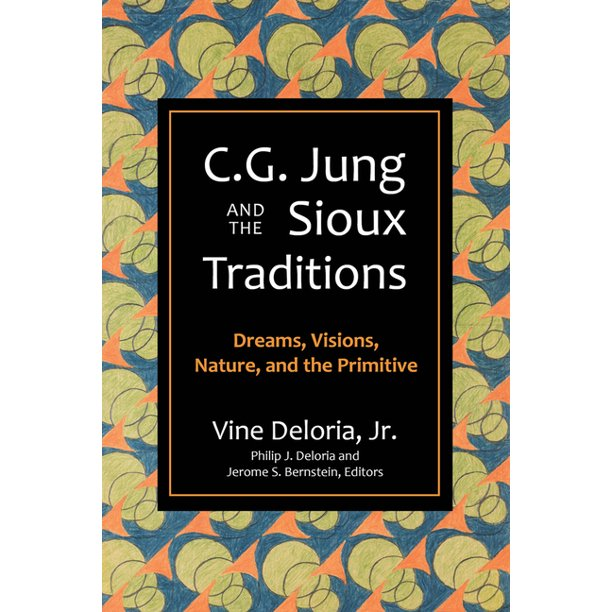 C.G. Jung
AND THE Sioux
Traditions
Dreams, Visions,
Nature, and the Primitive
Vine Deloria, Jr.
Philip J. Deloria and
Jerome S. Bernstein, Editors